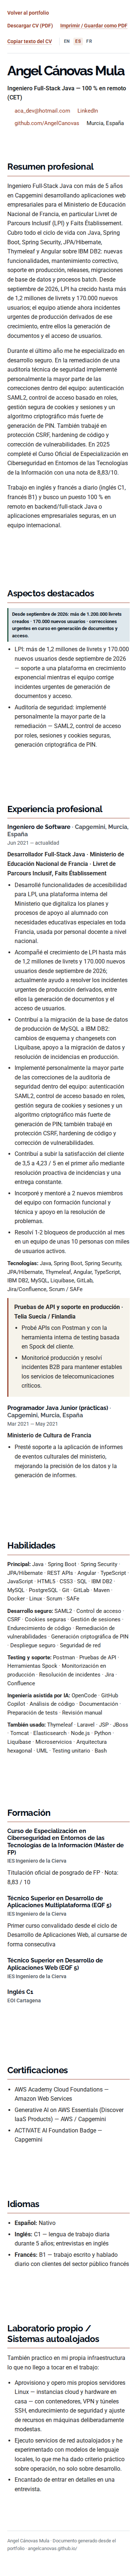 Volver al portfolio
Descargar CV (PDF) Imprimir / Guardar como PDF
Copiar texto del CV EN ES FR
Angel Cánovas Mula
Ingeniero Full-Stack Java — 100 % en remoto
(CET)
aca_dev@hotmail.com LinkedIn
github.com/AngelCanovas Murcia, España
Resumen profesional
Ingeniero Full-Stack Java con más de 5 años
en Capgemini construyendo aplicaciones web
institucionales para el Ministerio de Educación
Nacional de Francia, en particular Livret de
Parcours Inclusif (LPI) y Faits Établissement.
Cubro todo el ciclo de vida con Java, Spring
Boot, Spring Security, JPA/Hibernate,
Thymeleaf y Angular sobre IBM DB2: nuevas
funcionalidades, mantenimiento correctivo,
soporte de producción, releases, migraciones
de base de datos y procesos batch. Desde
septiembre de 2026, LPI ha crecido hasta más
de 1,2 millones de livrets y 170.000 nuevos
usuarios, mientras el equipo corrige incidentes
urgentes de producción derivados de ese
crecimiento, entre ellos errores en la
generación de documentos y el acceso de
usuarios.
Durante el último año me he especializado en
seguridad. En respuesta a una auditoría de
seguridad técnica implementé
personalmente la mayor parte de las
correcciones dentro del equipo: autenticación
SAML2, control de acceso basado en roles,
gestión segura de cookies y sesiones y un
algoritmo criptográfico más fuerte de
generación de PIN. También trabajé en
protección CSRF, hardening de código y
corrección de vulnerabilidades. En 2025
completé el Curso Oficial de Especialización en
Ciberseguridad en Entornos de las Tecnologías
de la Información con una nota de 8,83/10.
Trabajo en inglés y francés a diario (inglés C1,
francés B1) y busco un puesto 100 % en
remoto en backend/full-stack Java o
aplicaciones empresariales seguras, en un
equipo internacional.
Aspectos destacados
Desde septiembre de 2026: más de 1.200.000 livrets
creados · 170.000 nuevos usuarios · correcciones
urgentes en curso en generación de documentos y
acceso.
LPI: más de 1,2 millones de livrets y 170.000
nuevos usuarios desde septiembre de 2026
— soporte a una plataforma en crecimiento
excepcional mientras el equipo corrige
incidentes urgentes de generación de
documentos y acceso.
Auditoría de seguridad: implementé
personalmente la mayor parte de la
remediación — SAML2, control de acceso
por roles, sesiones y cookies seguras,
generación criptográfica de PIN.
Experiencia profesional
Ingeniero de Software · Capgemini, Murcia,
España
Jun 2021 — actualidad
Desarrollador Full-Stack Java · Ministerio de
Educación Nacional de Francia · Livret de
Parcours Inclusif, Faits Établissement
Desarrollé funcionalidades de accesibilidad
para LPI, una plataforma interna del
Ministerio que digitaliza los planes y
procesos de apoyo al alumnado con
necesidades educativas especiales en toda
Francia, usada por personal docente a nivel
nacional.
Acompañé el crecimiento de LPI hasta más
de 1,2 millones de livrets y 170.000 nuevos
usuarios desde septiembre de 2026;
actualmente ayudo a resolver los incidentes
urgentes de producción derivados, entre
ellos la generación de documentos y el
acceso de usuarios.
Contribuí a la migración de la base de datos
de producción de MySQL a IBM DB2:
cambios de esquema y changesets con
Liquibase, apoyo a la migración de datos y
resolución de incidentes en producción.
Implementé personalmente la mayor parte
de las correcciones de la auditoría de
seguridad dentro del equipo: autenticación
SAML2, control de acceso basado en roles,
gestión segura de cookies y sesiones y un
algoritmo criptográfico más fuerte de
generación de PIN; también trabajé en
protección CSRF, hardening de código y
corrección de vulnerabilidades.
Contribuí a subir la satisfacción del cliente
de 3,5 a 4,23 / 5 en el primer año mediante
resolución proactiva de incidencias y una
entrega constante.
Incorporé y mentoré a 2 nuevos miembros
del equipo con formación funcional y
técnica y apoyo en la resolución de
problemas.
Resolví 1-2 bloqueos de producción al mes
en un equipo de unas 10 personas con miles
de usuarios activos.
Tecnologías: Java, Spring Boot, Spring Security,
JPA/Hibernate, Thymeleaf, Angular, TypeScript,
IBM DB2, MySQL, Liquibase, GitLab,
Jira/Confluence, Scrum / SAFe
Pruebas de API y soporte en producción ·
Telia Suecia / Finlandia
Probé APIs con Postman y con la
herramienta interna de testing basada
en Spock del cliente.
Monitoricé producción y resolví
incidentes B2B para mantener estables
los servicios de telecomunicaciones
críticos.
Programador Java Junior (prácticas) ·
Capgemini, Murcia, España
Mar 2021 — May 2021
Ministerio de Cultura de Francia
Presté soporte a la aplicación de informes
de eventos culturales del ministerio,
mejorando la precisión de los datos y la
generación de informes.
Habilidades
Principal: Java · Spring Boot · Spring Security ·
JPA/Hibernate · REST APIs · Angular · TypeScript ·
JavaScript · HTML5 · CSS3 · SQL · IBM DB2 ·
MySQL · PostgreSQL · Git · GitLab · Maven ·
Docker · Linux · Scrum · SAFe
Desarrollo seguro: SAML2 · Control de acceso ·
CSRF · Cookies seguras · Gestión de sesiones ·
Endurecimiento de código · Remediación de
vulnerabilidades · Generación criptográfica de PIN
· Despliegue seguro · Seguridad de red
Testing y soporte: Postman · Pruebas de API ·
Herramientas Spock · Monitorización en
producción · Resolución de incidentes · Jira ·
Confluence
Ingeniería asistida por IA: OpenCode · GitHub
Copilot · Análisis de código · Documentación ·
Preparación de tests · Revisión manual
También usado: Thymeleaf · Laravel · JSP · JBoss
· Tomcat · Elasticsearch · Node.js · Python ·
Liquibase · Microservicios · Arquitectura
hexagonal · UML · Testing unitario · Bash
Formación
Curso de Especialización en
Ciberseguridad en Entornos de las
Tecnologías de la Información (Máster de
FP)
IES Ingeniero de la Cierva
Titulación oficial de posgrado de FP · Nota:
8,83 / 10
Técnico Superior en Desarrollo de
Aplicaciones Multiplataforma (EQF 5)
IES Ingeniero de la Cierva
Primer curso convalidado desde el ciclo de
Desarrollo de Aplicaciones Web, al cursarse de
forma consecutiva
Técnico Superior en Desarrollo de
Aplicaciones Web (EQF 5)
IES Ingeniero de la Cierva
Inglés C1
EOI Cartagena
Certificaciones
AWS Academy Cloud Foundations —
Amazon Web Services
Generative AI on AWS Essentials (Discover
IaaS Products) — AWS / Capgemini
ACTIVATE AI Foundation Badge —
Capgemini
Idiomas
Español: Nativo
Inglés: C1 — lengua de trabajo diaria
durante 5 años; entrevistas en inglés
Francés: B1 — trabajo escrito y hablado
diario con clientes del sector público francés
Laboratorio propio /
Sistemas autoalojados
También practico en mi propia infraestructura
lo que no llego a tocar en el trabajo:
Aprovisiono y opero mis propios servidores
Linux — instancias cloud y hardware en
casa — con contenedores, VPN y túneles
SSH, endurecimiento de seguridad y ajuste
de recursos en máquinas deliberadamente
modestas.
Ejecuto servicios de red autoalojados y he
experimentado con modelos de lenguaje
locales, lo que me ha dado criterio práctico
sobre operación, no solo sobre desarrollo.
Encantado de entrar en detalles en una
entrevista.
Angel Cánovas Mula · Documento generado desde el
portfolio · angelcanovas.github.io/